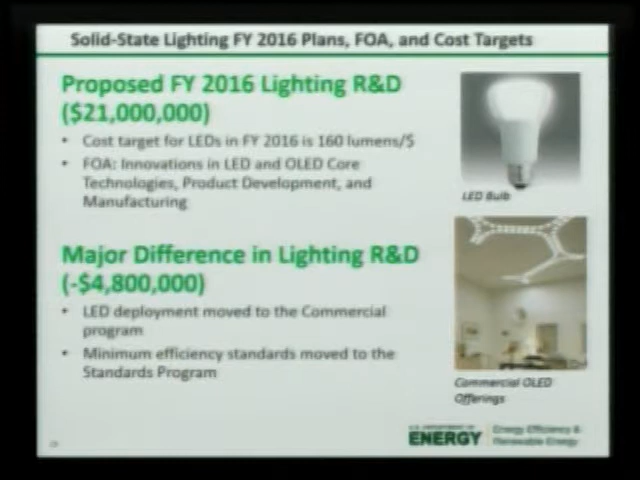 Solid-State Lighting FY 2016 Plans, FOA, and Cost Targets
Proposed FY 2016 Lighting R&D
($21,000,000)
• Cost target for LEDs in FY 2016 is 160 lumens/$
• FOA: Innovations in LED and OLED Core
Technologies, Product Development, and
Manufacturing
LED Bulb
Major Difference in Lighting R&D
(-$4,800,000)
• LED deployment moved to the Commercial
program
• Minimum efficiency standards moved to the
Standards Program
Commercial OLED
Offerings
U.S. DEPARTMENT OF
ENERGY
Energy Efficiency &
Renewable Energy